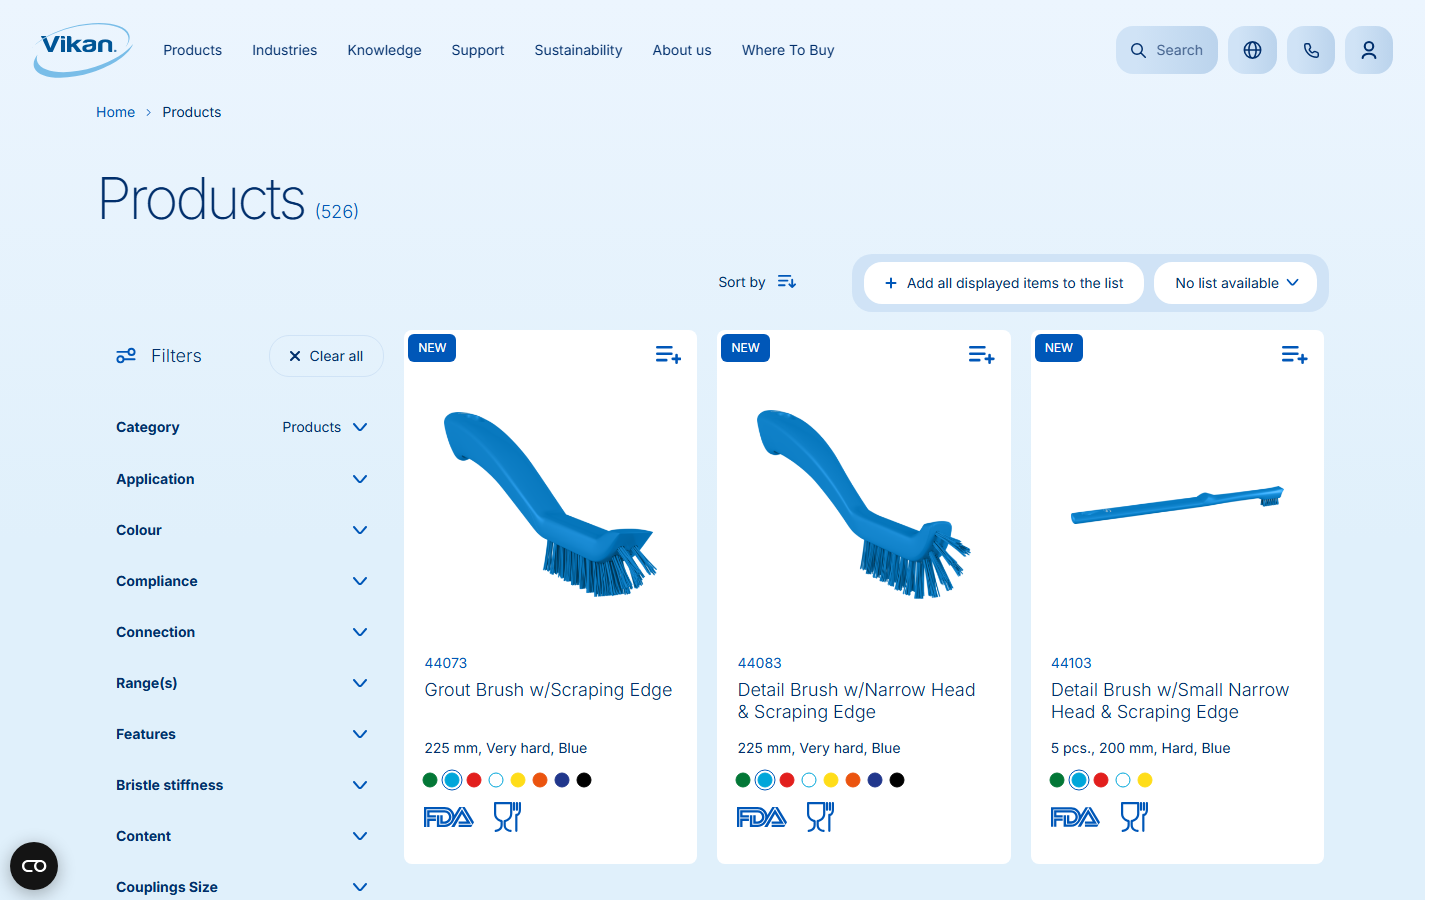 Vikan
Products
Industries
Knowledge
Support
Sustainability
About us
Where To Buy
Search
Home > Products
Products (526)
Sort by
+ Add all displayed items to the list
No list available
Filters
Clear all
Category
Products
Application
Colour
Compliance
Connection
Range(s)
Features
Bristle stiffness
Content
Couplings Size
NEW
44073
Grout Brush w/Scraping Edge
225 mm, Very hard, Blue
FDA
NEW
44083
Detail Brush w/Narrow Head
& Scraping Edge
225 mm, Very hard, Blue
FDA
NEW
44103
Detail Brush w/Small Narrow
Head & Scraping Edge
5 pcs., 200 mm, Hard, Blue
FDA